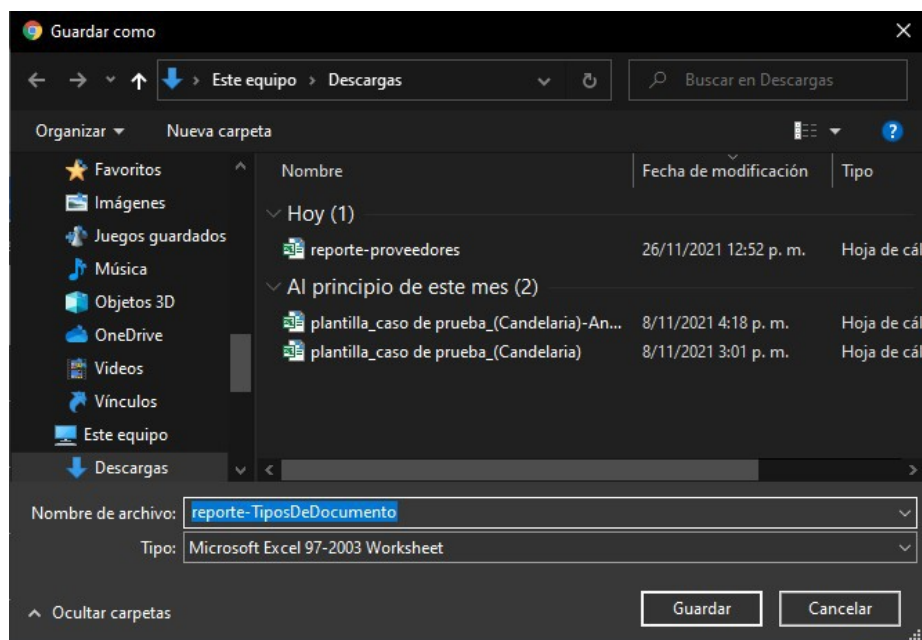 Guardar como
Este equipo > Descargas
Buscar en Descargas
Organizar
Nueva carpeta
Nombre
Fecha de modificación
Tipo
Favoritos
Imágenes
Juegos guardados
Música
Objetos 3D
OneDrive
Videos
Vínculos
Este equipo
Descargas
Hoy (1)
reporte-proveedores 26/11/2021 12:52 p. m. Hoja de cál
Al principio de este mes (2)
plantilla_caso de prueba_(Candelaria)-An... 8/11/2021 4:18 p. m. Hoja de cál
plantilla_caso de prueba_(Candelaria) 8/11/2021 3:01 p. m. Hoja de cál
Nombre de archivo: reporte-TiposDeDocumento
Tipo: Microsoft Excel 97-2003 Worksheet
Ocultar carpetas
Guardar
Cancelar